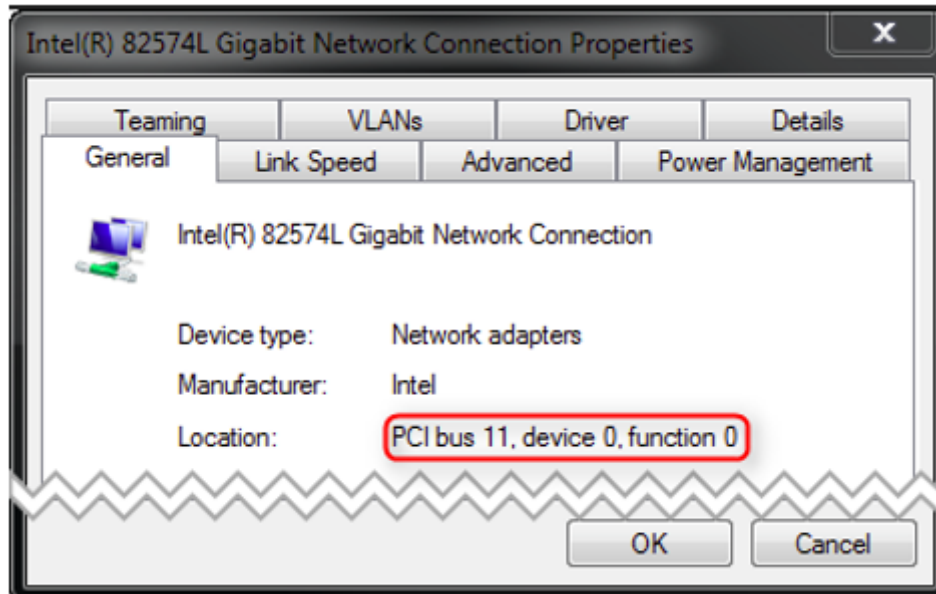 Intel(R) 82574L Gigabit Network Connection Properties
x
Teaming VLANs Driver Details
General Link Speed Advanced Power Management
Intel(R) 82574L Gigabit Network Connection
Device type: Network adapters
Manufacturer: Intel
Location: PCI bus 11, device 0, function 0
OK Cancel